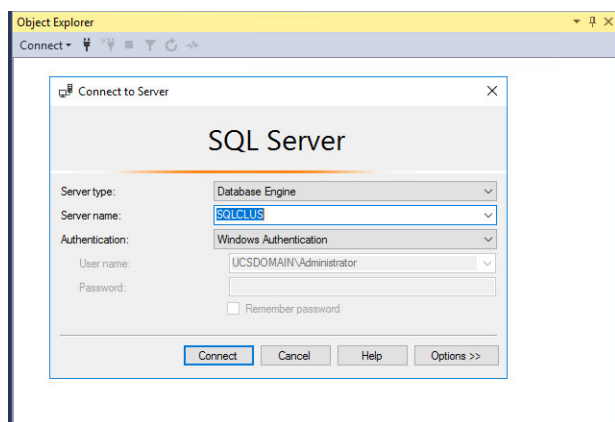 Object Explorer
Connect
Connect to Server
SQL Server
Server type: Database Engine
Server name: SQLCLUS
Authentication: Windows Authentication
User name: UCSDOMAIN\Administrator
Password:
Remember password
Connect Cancel Help Options >>